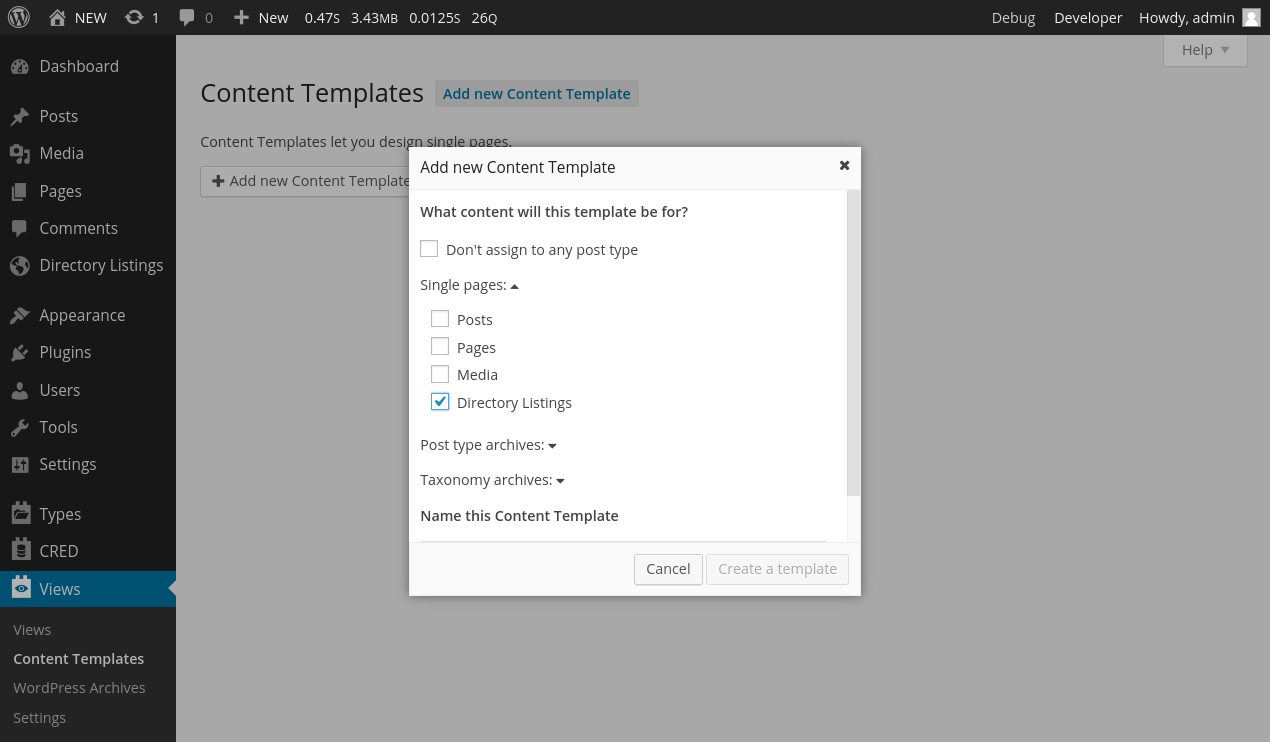 NEW 1 0 New 0.47S 3.43MB 0.0125S 26Q Debug Developer Howdy, admin
Help
Dashboard
Posts
Media
Pages
Comments
Directory Listings
Appearance
Plugins
Users
Tools
Settings
Types
CRED
Views
Views
Content Templates
WordPress Archives
Settings
Content Templates Add new Content Template
Content Templates let you design single pages.
Add new Content Template
Add new Content Template
What content will this template be for?
Don't assign to any post type
Single pages:
Posts
Pages
Media
Directory Listings
Post type archives:
Taxonomy archives:
Name this Content Template
Cancel Create a template